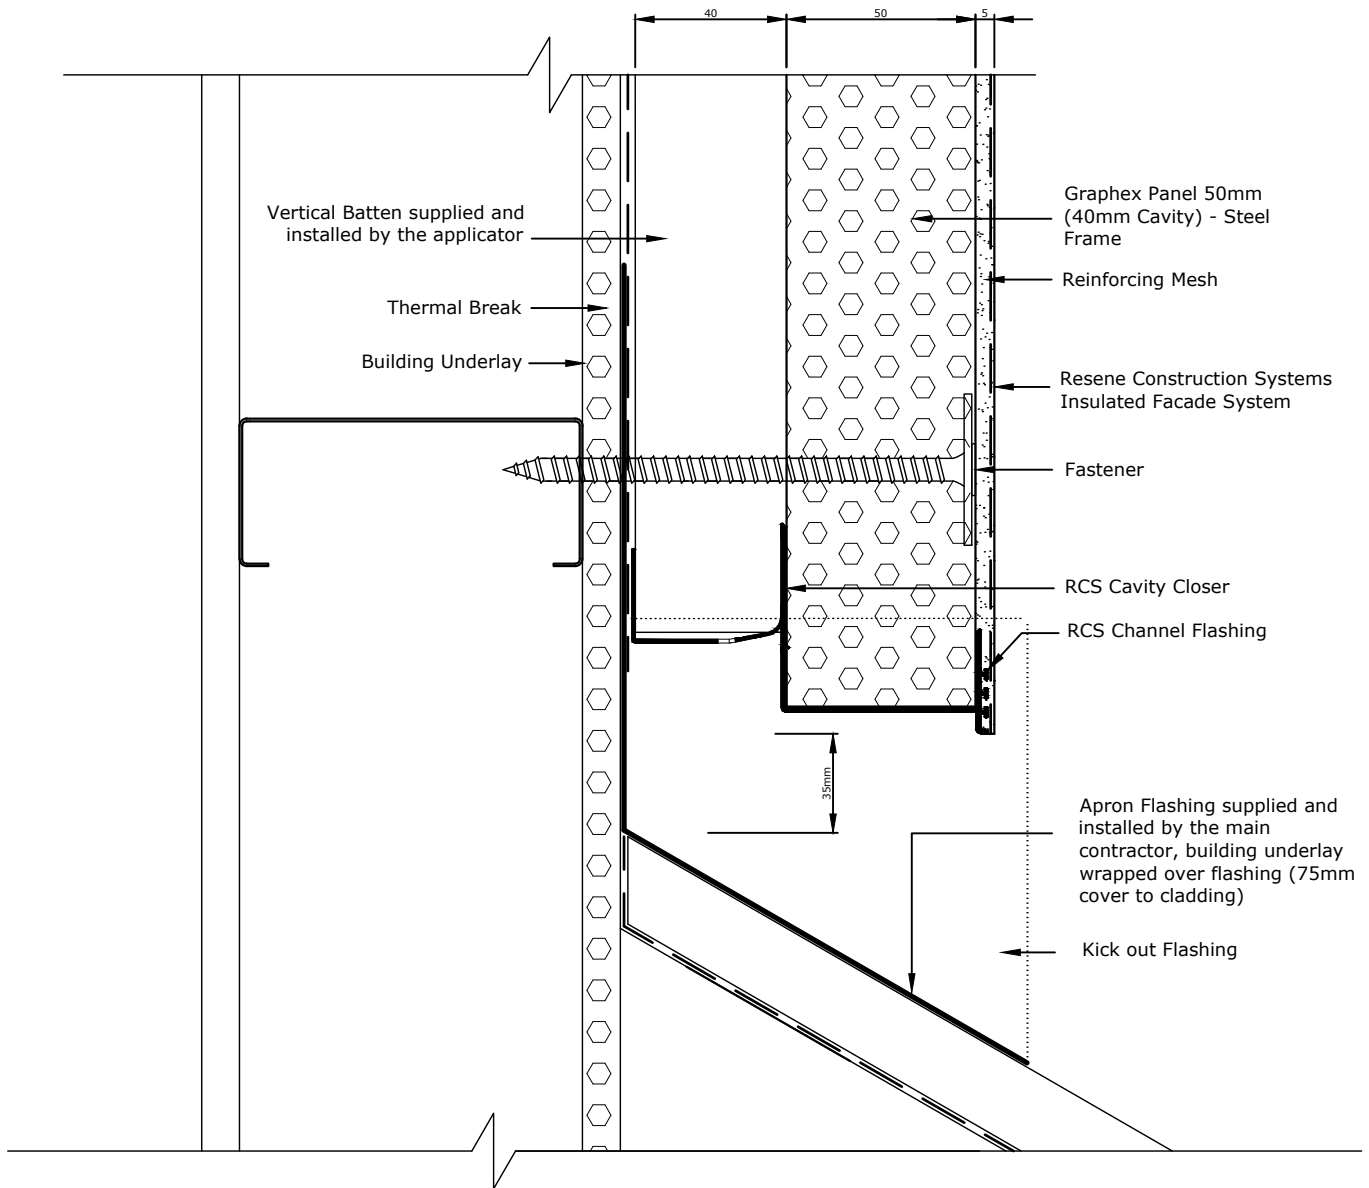 40
50
5
Vertical Batten supplied and
installed by the applicator
Thermal Break
Building Underlay
Graphex Panel 50mm
(40mm Cavity) - Steel
Frame
Reinforcing Mesh
Resene Construction Systems
Insulated Facade System
Fastener
RCS Cavity Closer
RCS Channel Flashing
35mm
Apron Flashing supplied and
installed by the main
contractor, building underlay
wrapped over flashing (75mm
cover to cladding)
Kick out Flashing